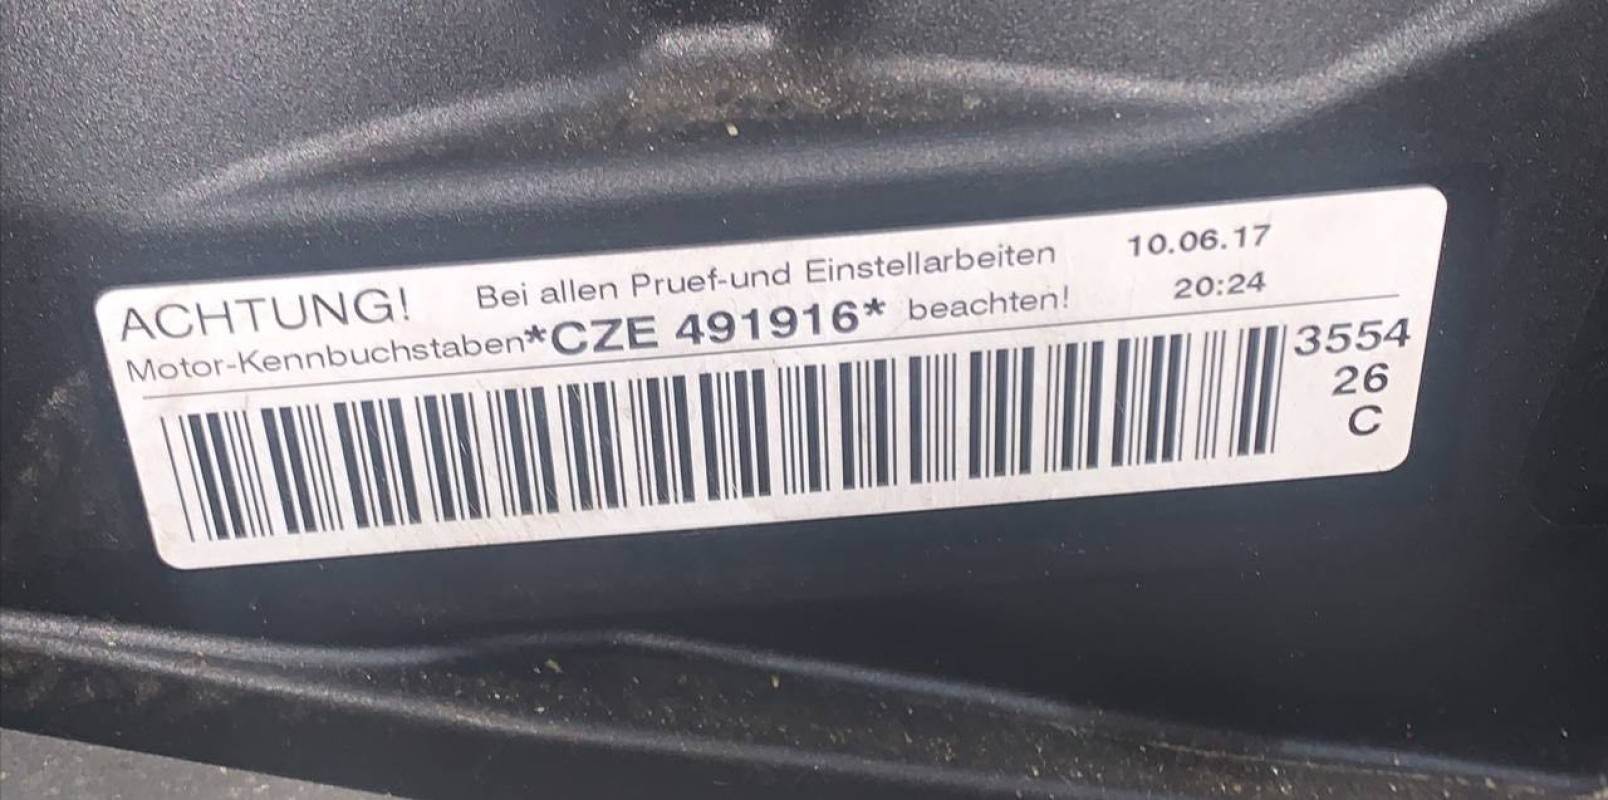 ACHTUNG! Bei allen Pruef-und Einstellarbeiten 10.06.17
Motor-Kennbuchstaben*CZE 491916* beachten! 20:24
3554
26
C